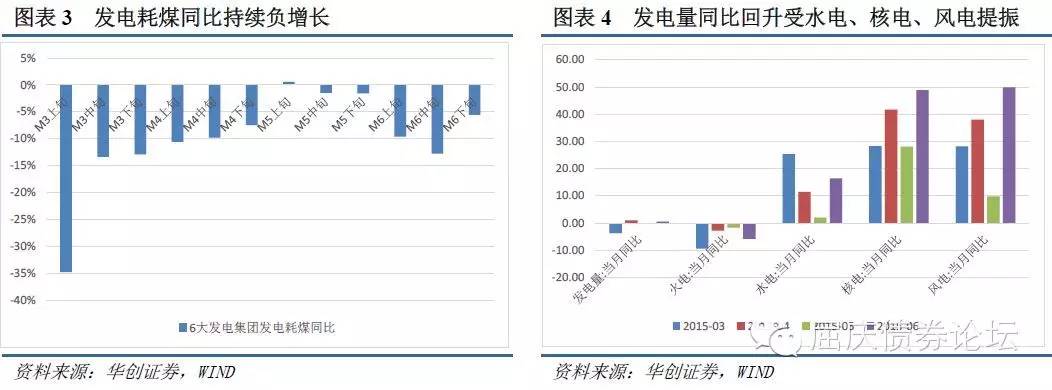 图表 3 发电耗煤同比持续负增长
5%
0%
-5%
-10%
-15%
-20%
-25%
-30%
-35%
-40%
M3上旬
M3中旬
M3下旬
M4上旬
M4中旬
M4下旬
M5上旬
M5中旬
M5下旬
M6上旬
M6中旬
M6下旬
6大发电集团发电耗煤同比
资料来源：华创证券，WIND
图表 4 发电量同比回升受水电、核电、风电提振
60.00
50.00
40.00
30.00
20.00
10.00
0.00
-10.00
-20.00
发电量:当月同比
火电:当月同比
水电:当月同比
核电:当月同比
风电:当月同比
2015-03
2015-05
屈庆债券论坛
资料来源：华创证券，WIND